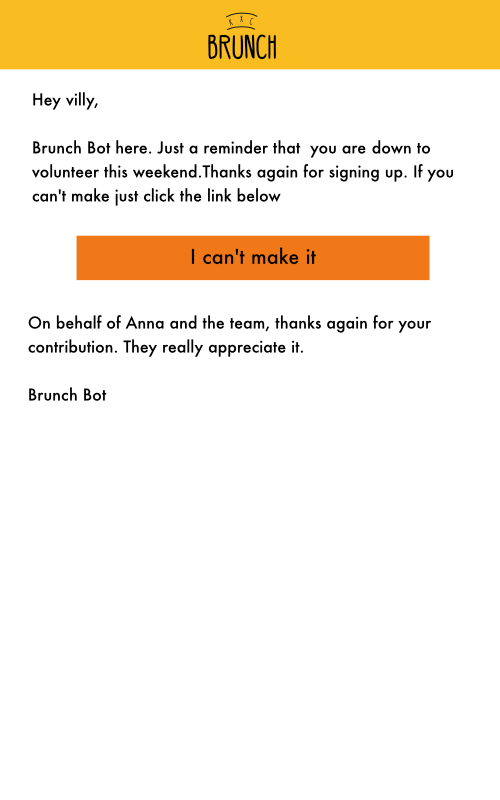 K X C
BRUNCH
Hey villy,
Brunch Bot here. Just a reminder that  you are down to
volunteer this weekend.Thanks again for signing up. If you
can't make just click the link below
I can't make it
On behalf of Anna and the team, thanks again for your
contribution. They really appreciate it.
Brunch Bot